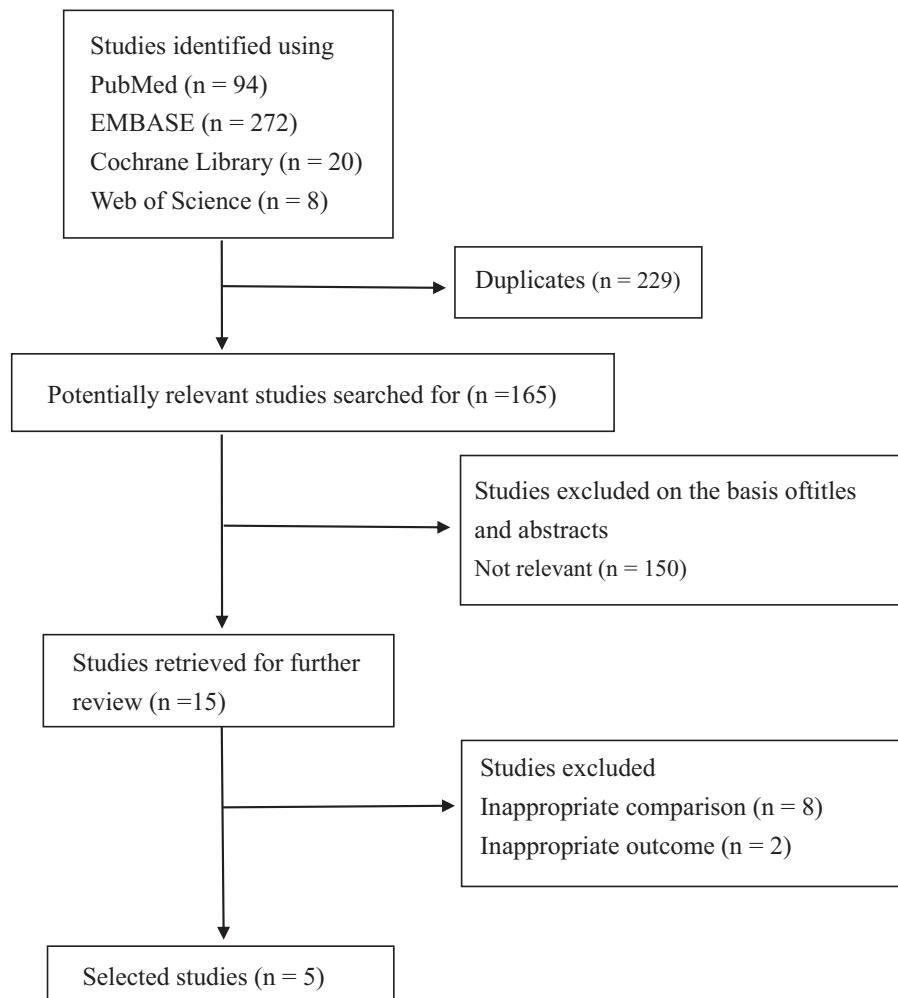 Studies identified using
PubMed (n = 94)
EMBASE (n = 272)
Cochrane Library (n = 20)
Web of Science (n = 8)
Duplicates (n = 229)
Potentially relevant studies searched for (n =165)
Studies excluded on the basis oftitles
and abstracts
Not relevant (n = 150)
Studies retrieved for further
review (n =15)
Studies excluded
Inappropriate comparison (n = 8)
Inappropriate outcome (n = 2)
Selected studies (n = 5)